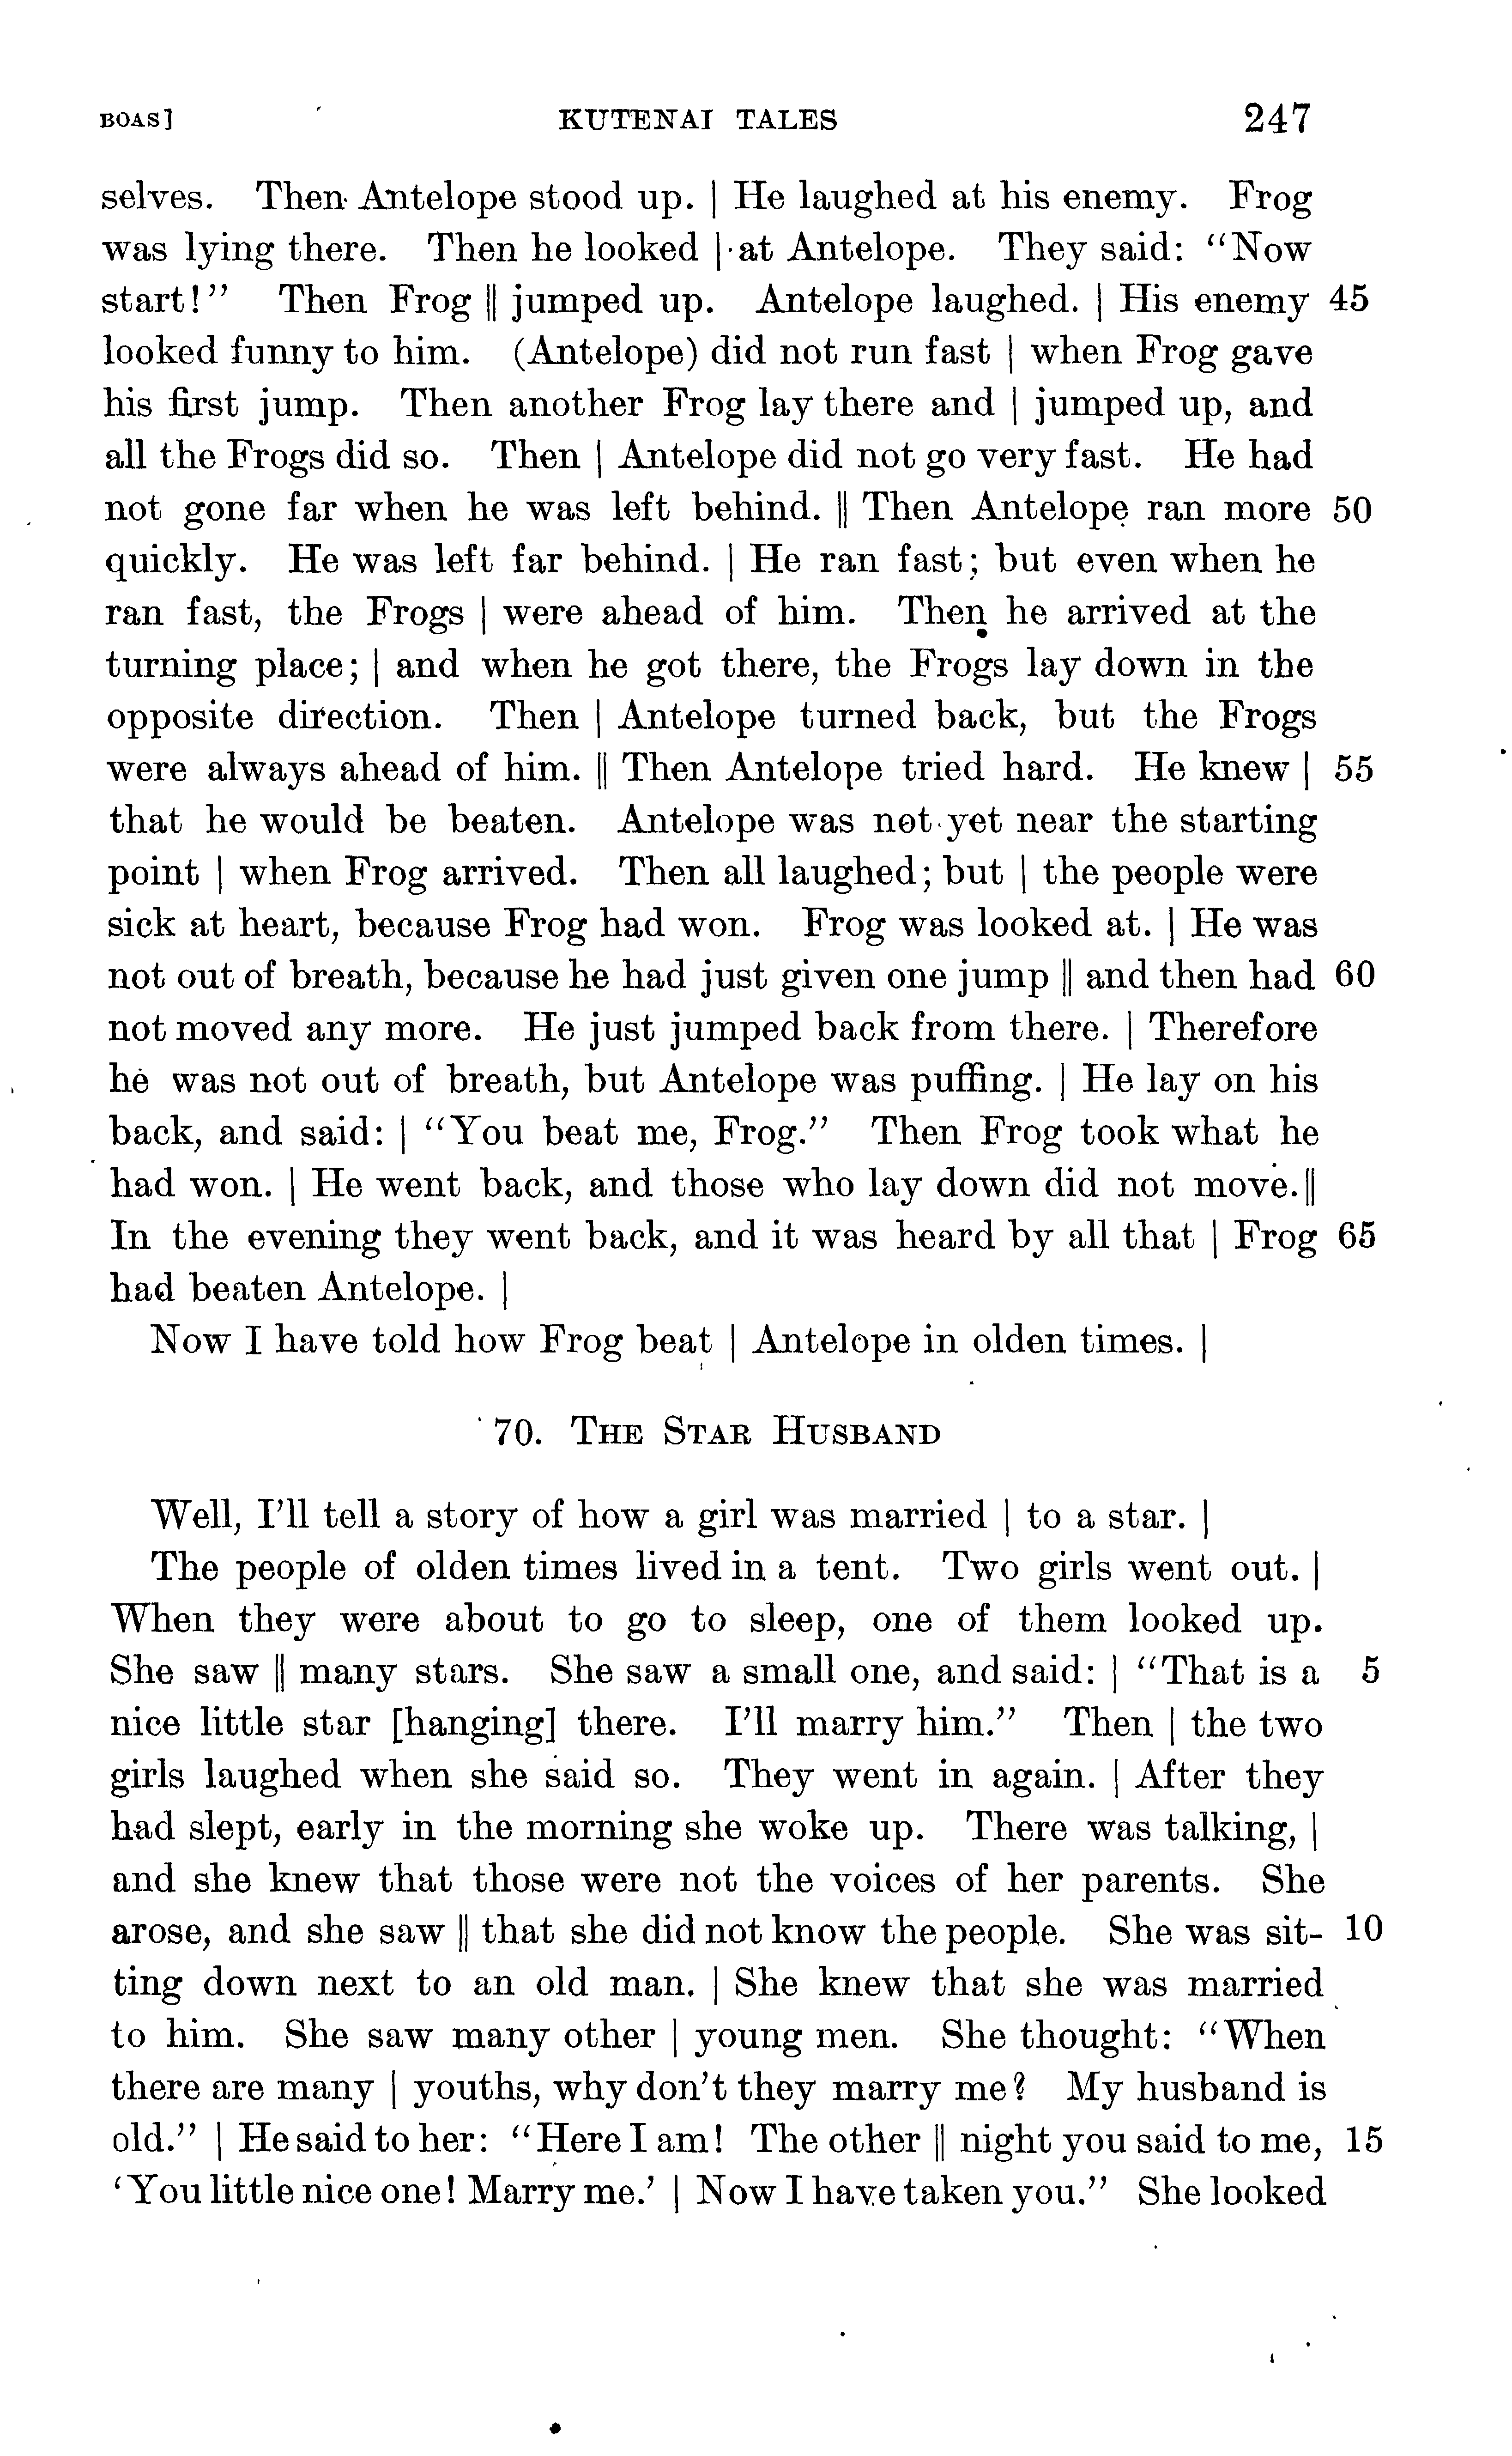 BOAS] KUTENAI TALES 247
selves. Then Antelope stood up. | He laughed at his enemy. Frog
was lying there. Then he looked | at Antelope. They said: “Now
start!” Then Frog || jumped up. Antelope laughed. | His enemy 45
looked funny to him. (Antelope) did not run fast | when Frog gave
his first jump. Then another Frog lay there and | jumped up, and
all the Frogs did so. Then | Antelope did not go very fast. He had
not gone far when he was left behind. || Then Antelope ran more 50
quickly. He was left far behind. | He ran fast; but even when he
ran fast, the Frogs | were ahead of him. Then he arrived at the
turning place; | and when he got there, the Frogs lay down in the
opposite direction. Then | Antelope turned back, but the Frogs
were always ahead of him. || Then Antelope tried hard. He knew | 55
that he would be beaten. Antelope was not yet near the starting
point | when Frog arrived. Then all laughed; but | the people were
sick at heart, because Frog had won. Frog was looked at. | He was
not out of breath, because he had just given one jump || and then had 60
not moved any more. He just jumped back from there. | Therefore
he was not out of breath, but Antelope was puffing. | He lay on his
back, and said: | “You beat me, Frog.” Then Frog took what he
had won. | He went back, and those who lay down did not move. ||
In the evening they went back, and it was heard by all that | Frog 65
had beaten Antelope. |
Now I have told how Frog beat | Antelope in olden times. |
70. THE STAR HUSBAND
Well, I'll tell a story of how a girl was married | to a star. |
The people of olden times lived in a tent. Two girls went out. |
When they were about to go to sleep, one of them looked up.
She saw || many stars. She saw a small one, and said: | “That is a 5
nice little star [hanging] there. I'll marry him.” Then | the two
girls laughed when she said so. They went in again. | After they
had slept, early in the morning she woke up. There was talking, |
and she knew that those were not the voices of her parents. She
arose, and she saw || that she did not know the people. She was sit- 10
ting down next to an old man. | She knew that she was married
to him. She saw many other | young men. She thought: “When
there are many | youths, why don't they marry me? My husband is
old.” | He said to her: “Here I am! The other || night you said to me, 15
‘You little nice one! Marry me.’ | Now I have taken you.” She looked